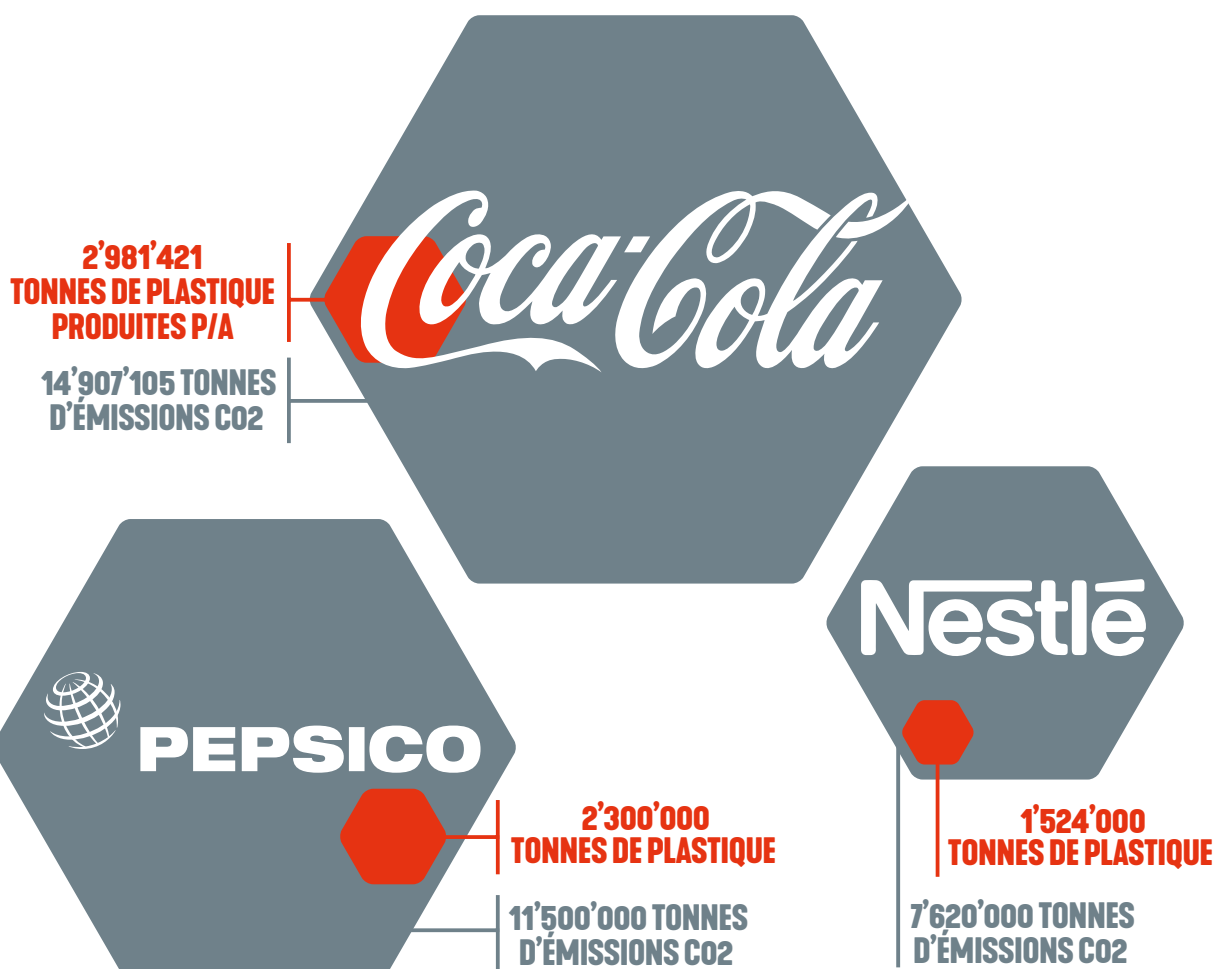 Coca-Cola
2’981’421
TONNES DE PLASTIQUE
PRODUITES P/A
14’907’105 TONNES
D’ÉMISSIONS CO2
Nestlé
PEPSICO
2’300’000
TONNES DE PLASTIQUE
11’500’000 TONNES
D’ÉMISSIONS CO2
1’524’000
TONNES DE PLASTIQUE
7’620’000 TONNES
D’ÉMISSIONS CO2